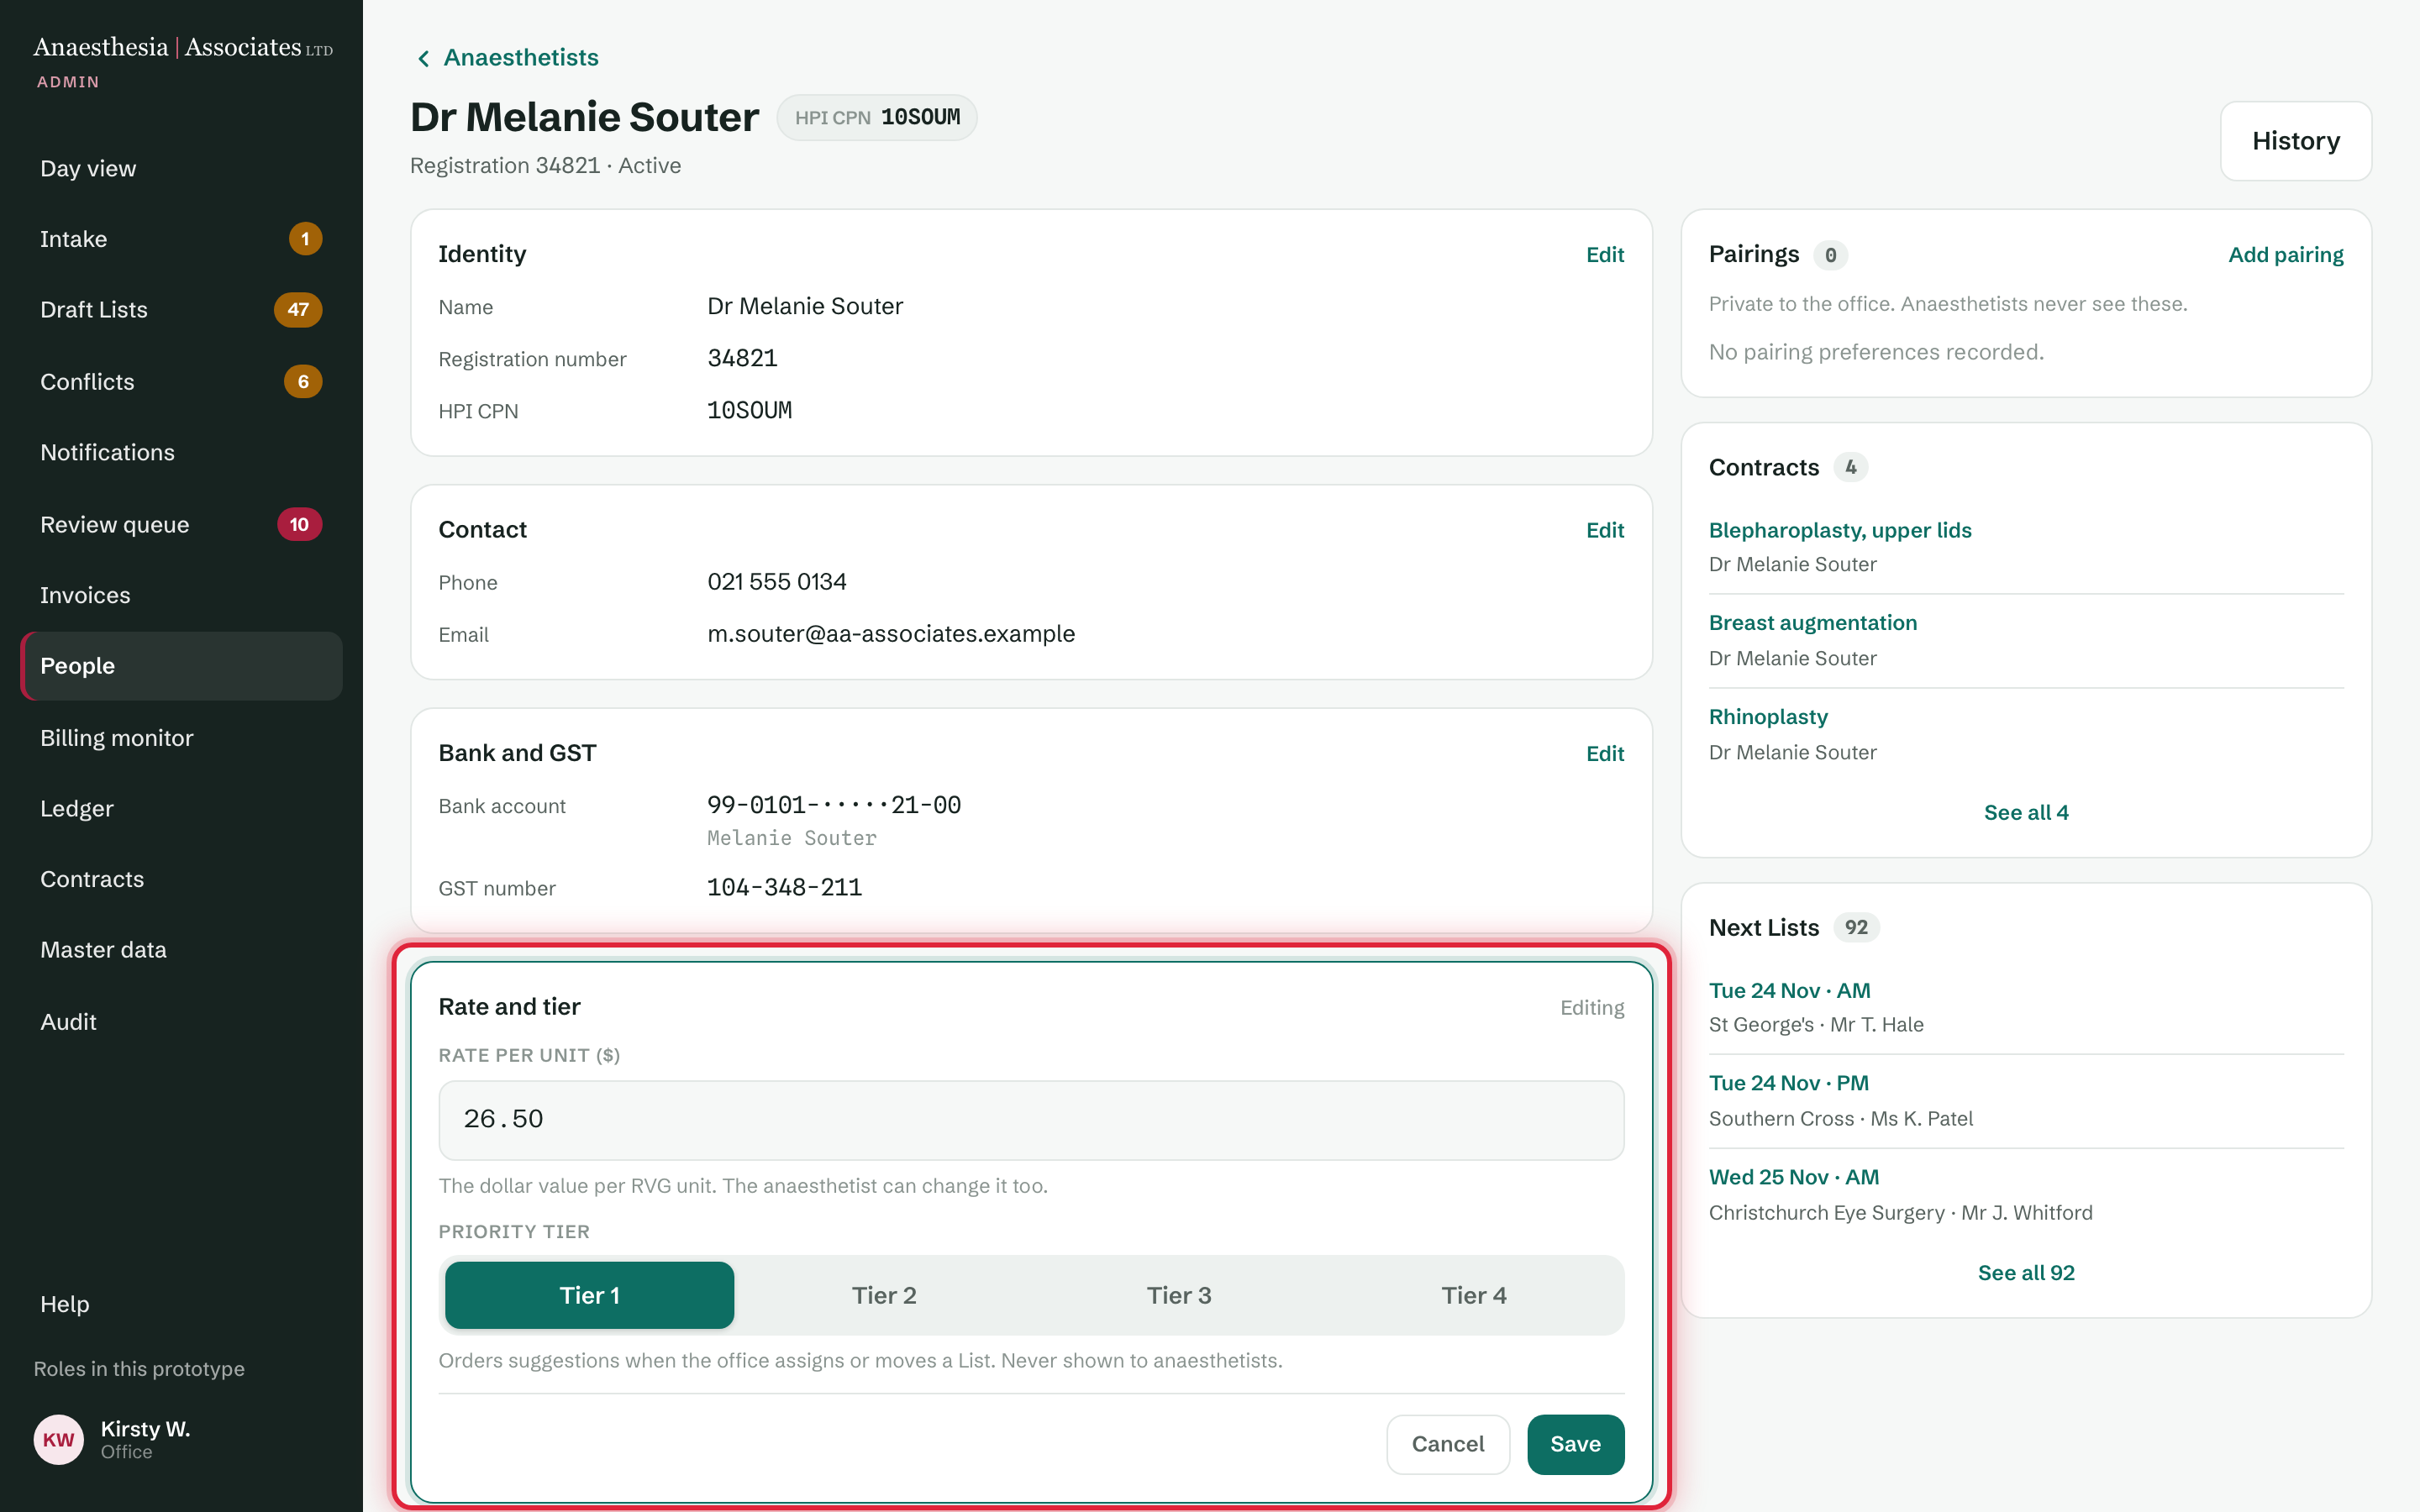 Anaesthesia | Associates LTD
ADMIN
Day view
Intake 1
Draft Lists 47
Conflicts 6
Notifications
Review queue 10
Invoices
People
Billing monitor
Ledger
Contracts
Master data
Audit
Help
Roles in this prototype
KW
Kirsty W.
Office
Anaesthetists
Dr Melanie Souter HPI CPN 10SOUM
Registration 34821 · Active
History
Identity Edit
Name Dr Melanie Souter
Registration number 34821
HPI CPN 10SOUM
Contact Edit
Phone 021 555 0134
Email m.souter@aa-associates.example
Bank and GST Edit
Bank account 99-0101-·····21-00
Melanie Souter
GST number 104-348-211
Rate and tier Editing
RATE PER UNIT ($)
26.50
The dollar value per RVG unit. The anaesthetist can change it too.
PRIORITY TIER
Tier 1 Tier 2 Tier 3 Tier 4
Orders suggestions when the office assigns or moves a List. Never shown to anaesthetists.
Cancel Save
Pairings 0 Add pairing
Private to the office. Anaesthetists never see these.
No pairing preferences recorded.
Contracts 4
Blepharoplasty, upper lids
Dr Melanie Souter
Breast augmentation
Dr Melanie Souter
Rhinoplasty
Dr Melanie Souter
See all 4
Next Lists 92
Tue 24 Nov · AM
St George's · Mr T. Hale
Tue 24 Nov · PM
Southern Cross · Ms K. Patel
Wed 25 Nov · AM
Christchurch Eye Surgery · Mr J. Whitford
See all 92